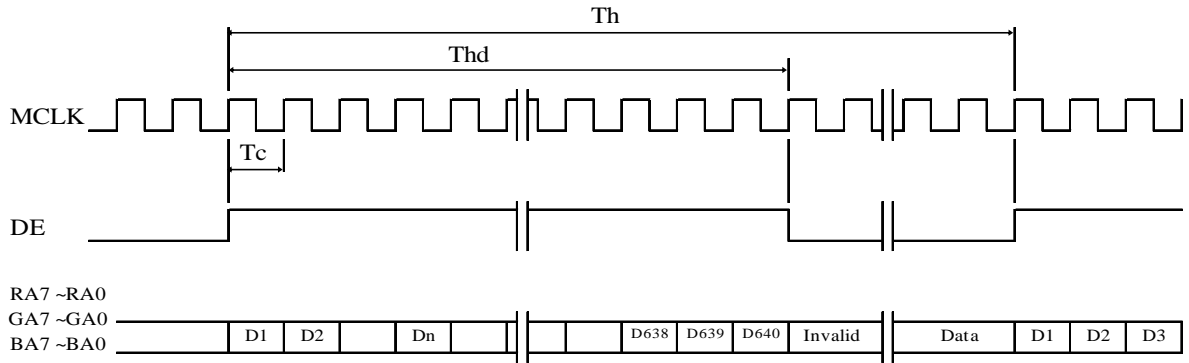 Th
Thd
MCLK
Tc
DE
RA7 ~RA0
GA7 ~GA0
BA7 ~BA0
D1 D2 Dn D638 D639 D640 Invalid Data D1 D2 D3